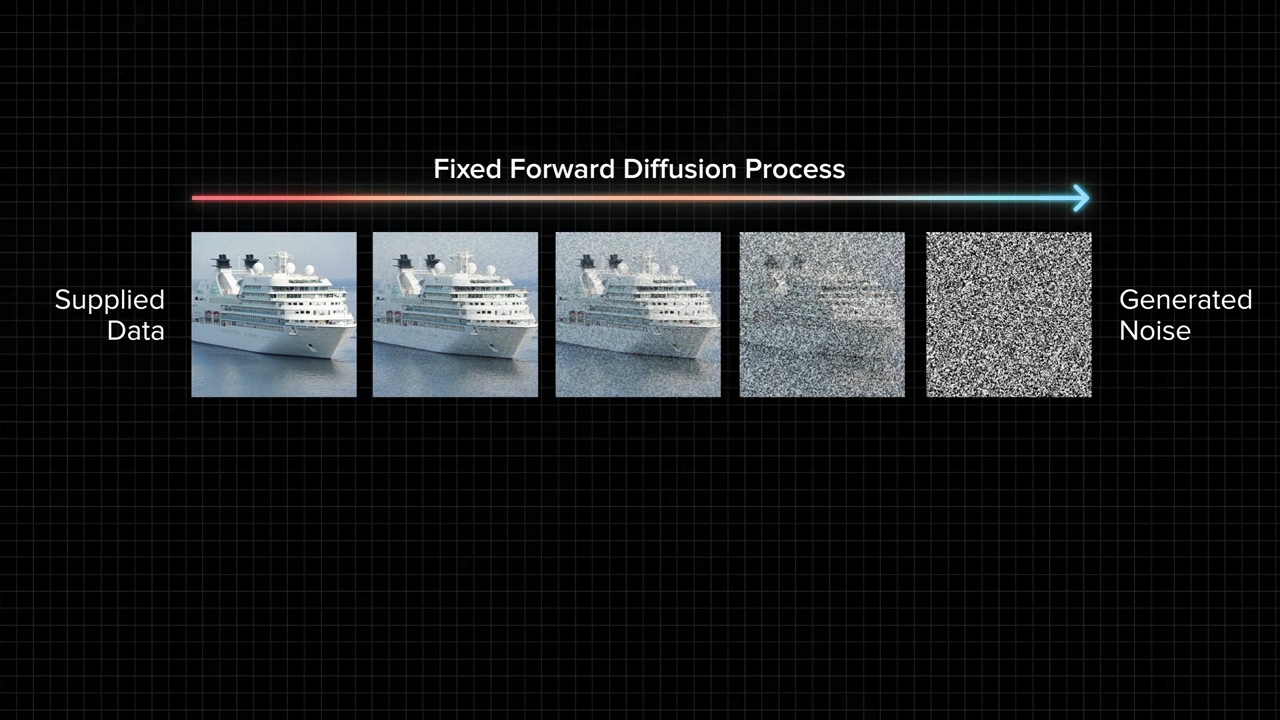 Fixed Forward Diffusion Process
Supplied
Data
Generated
Noise